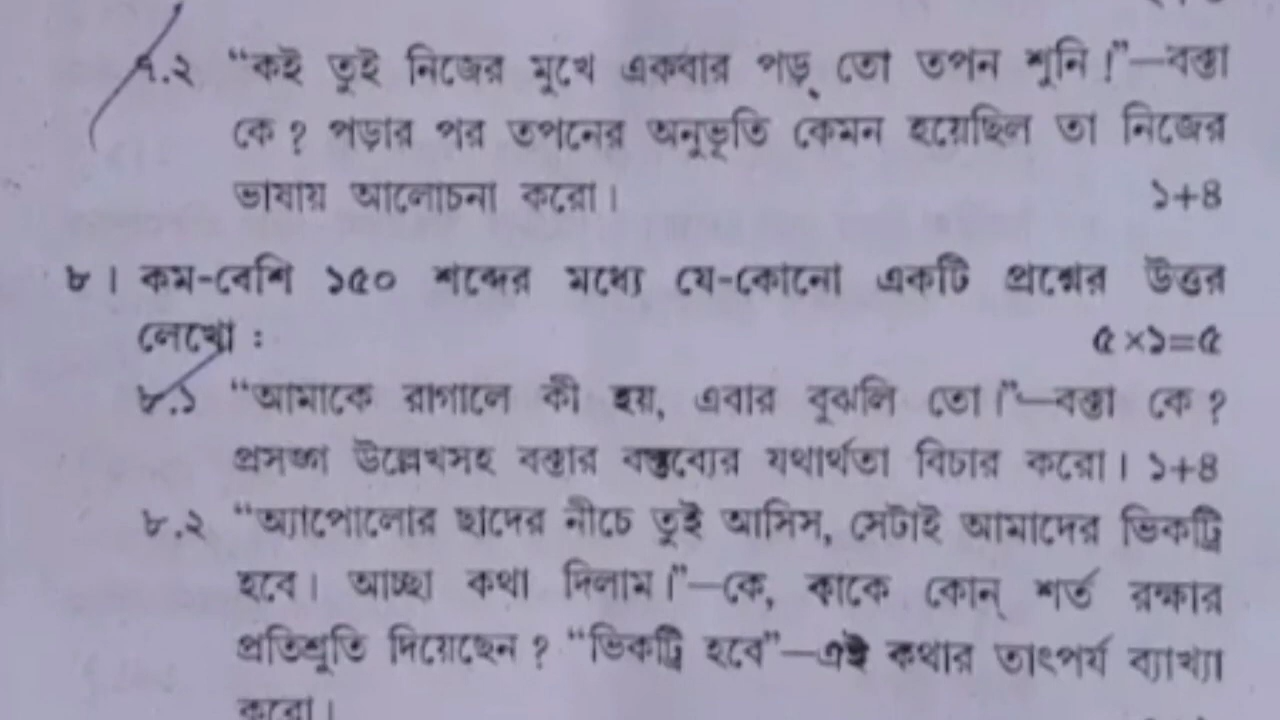 ৭.২ “কই তুই নিজের মুখে একবার পড় তো তপন শুনি!”—বক্তা
কে? পড়ার পর তপনের অনুভূতি কেমন হয়েছিল তা নিজের
ভাষায় আলোচনা করো। ১+৪
৮। কম-বেশি ১৫০ শব্দের মধ্যে যে-কোনো একটি প্রশ্নের উত্তর
লেখো : ৫×১=৫
৮.১ “আমাকে রাগালে কী হয়, এবার বুঝলি তো।”—বক্তা কে?
প্রসঙ্গ উল্লেখসহ বক্তার বক্তব্যের যথার্থতা বিচার করো। ১+৪
৮.২ “অ্যাপোলোর ছাদের নীচে তুই আসিস, সেটাই আমাদের ভিকট্রি
হবে। আচ্ছা কথা দিলাম।”—কে, কাকে কোন্ শর্ত রক্ষার
প্রতিশ্রুতি দিয়েছেন? “ভিকট্রি হবে”—এই কথার তাৎপর্য ব্যাখ্যা
করো।